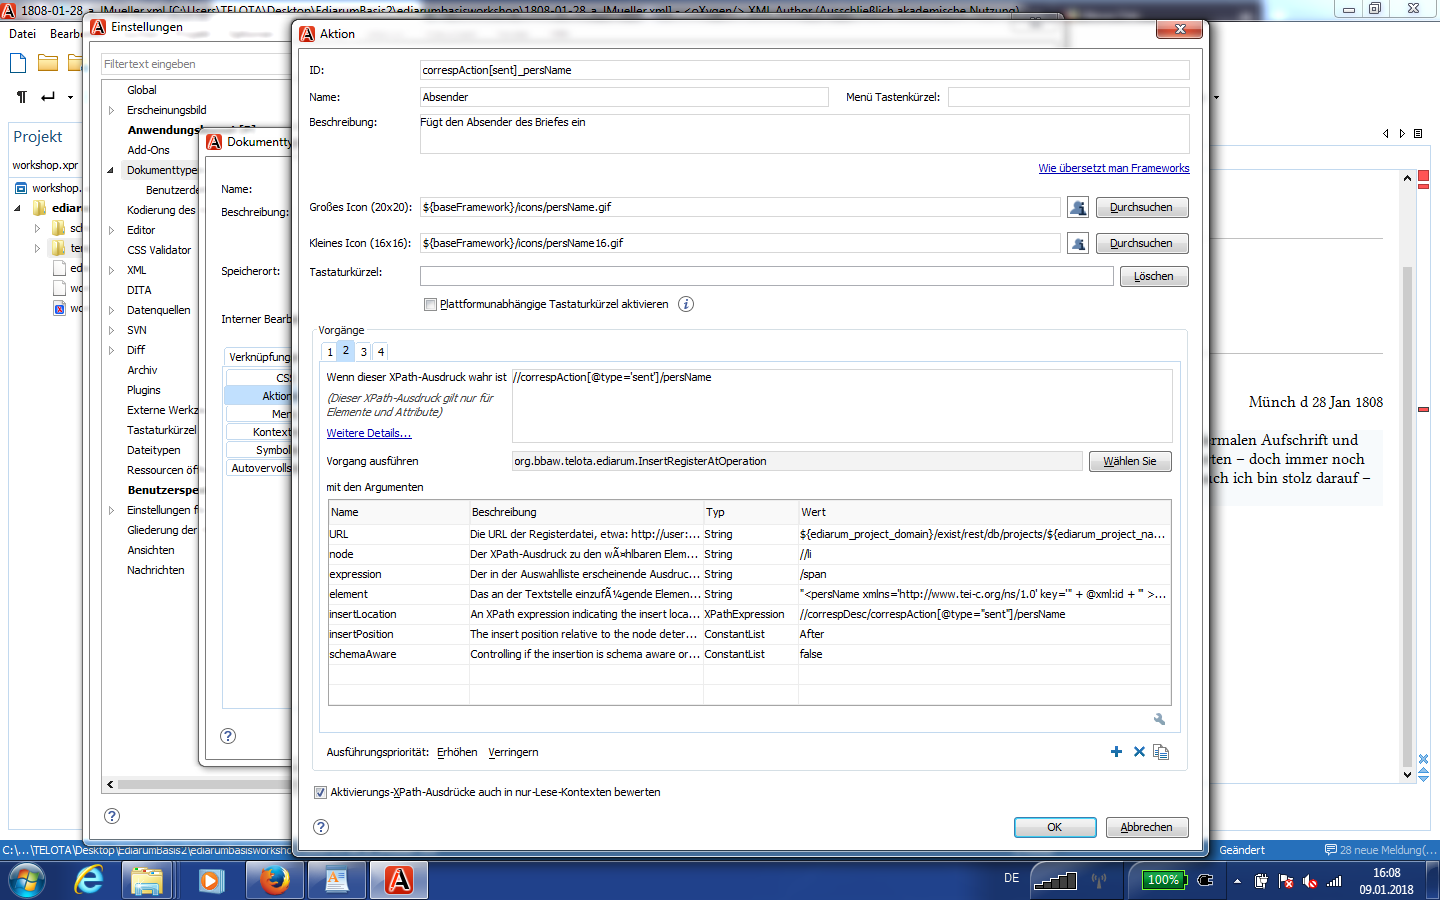 1808-01-28_a_JMueller.xml [C:\Users\TELOTA\Desktop\EdiarumBasis2\ediarumbasisworkshop\1808-01-28_a_JMueller.xml] - <oXygen/> XML Author (Ausschließlich akademische Nutzung)
Datei
Einstellungen
Filtertext eingeben
Global
Erscheinungsbild
Add-Ons
Dokumenttype
Benutzerde
Kodierung des
Editor
CSS Validator
XML
DITA
Datenquellen
SVN
Diff
Archiv
Plugins
Externe Werkz
Tastaturkürzel
Dateitypen
Ressourcen öf
Benutzerspe
Einstellungen f
Gliederung der
Ansichten
Nachrichten
Projekt
workshop.xpr
workshop.
ediaru
Dokumentty
Name:
Beschreibung:
Speicherort:
Interner Bearb
Verknüpfung
CSS
Aktion
Men
Kontext
Symbol
Autovervolls
Aktion
ID: correspAction[sent]_persName
Name: Absender Menü Tastenkürzel:
Beschreibung: Fügt den Absender des Briefes ein
Wie übersetzt man Frameworks
Großes Icon (20x20): ${baseFramework}/icons/persName.gif Durchsuchen
Kleines Icon (16x16): ${baseFramework}/icons/persName16.gif Durchsuchen
Tastaturkürzel: Löschen
Plattformunabhängige Tastaturkürzel aktivieren
Vorgänge
1 2 3 4
Wenn dieser XPath-Ausdruck wahr ist //correspAction[@type='sent']/persName
(Dieser XPath-Ausdruck gilt nur für
Elemente und Attribute)
Weitere Details...
Vorgang ausführen org.bbaw.telota.ediarum.InsertRegisterAtOperation Wählen Sie
mit den Argumenten
Name Beschreibung Typ Wert
URL Die URL der Registerdatei, etwa: http://user:... String ${ediarum_project_domain}/exist/rest/db/projects/${ediarum_project_na...
node Der XPath-Ausdruck zu den wÃ¤hlbaren Elem... String //li
expression Der in der Auswahlliste erscheinende Ausdruc... String /span
element Das an der Textstelle einzufÃ¼gende Elemen... String "<persName xmlns='http://www.tei-c.org/ns/1.0' key='" + @xml:id + "' >...
insertLocation An XPath expression indicating the insert loca... XPathExpression //correspDesc/correspAction[@type="sent"]/persName
insertPosition The insert position relative to the node deter... ConstantList After
schemaAware Controlling if the insertion is schema aware or... ConstantList false
Ausführungspriorität: Erhöhen Verringern
Aktivierungs-XPath-Ausdrücke auch in nur-Lese-Kontexten bewerten
OK Abbrechen
Münch d 28 Jan 1808
rmalen Aufschrift und
ten – doch immer noch
uch ich bin stolz darauf –
C:\...\TELOTA\Desktop\EdiarumBasis2\ediarumbasisworksho
Geändert
28 neue Meldung(...
DE
100%
16:08
09.01.2018